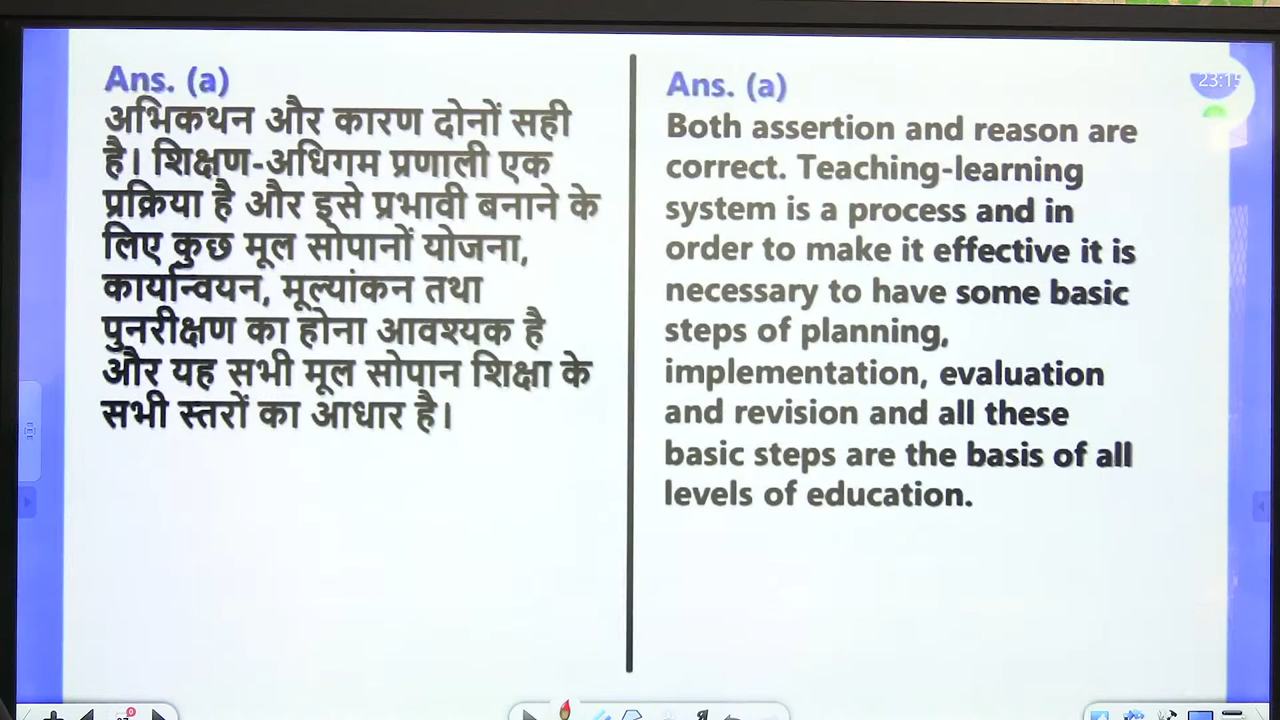 Ans. (a)
अभिकथन और कारण दोनों सही
है। शिक्षण-अधिगम प्रणाली एक
प्रक्रिया है और इसे प्रभावी बनाने के
लिए कुछ मूल सोपानों योजना,
कार्यान्वयन, मूल्यांकन तथा
पुनरीक्षण का होना आवश्यक है
और यह सभी मूल सोपान शिक्षा के
सभी स्तरों का आधार है।
Ans. (a)
Both assertion and reason are
correct. Teaching-learning
system is a process and in
order to make it effective it is
necessary to have some basic
steps of planning,
implementation, evaluation
and revision and all these
basic steps are the basis of all
levels of education.